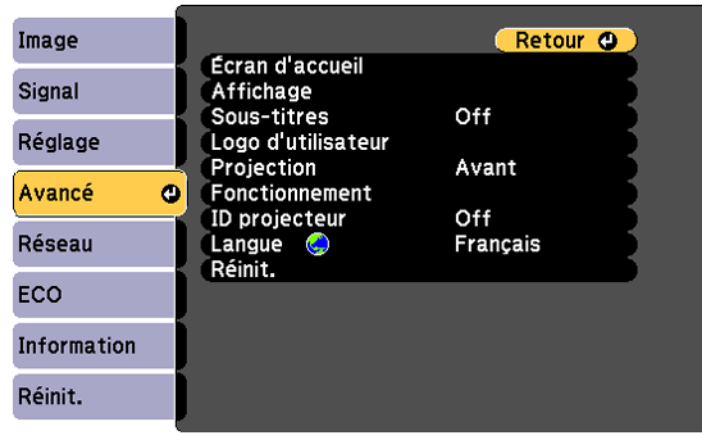 Image
Signal
Réglage
Avancé
Réseau
ECO
Information
Réinit.
Retour
Écran d'accueil
Affichage
Sous-titres Off
Logo d'utilisateur
Projection Avant
Fonctionnement
ID projecteur Off
Langue Français
Réinit.